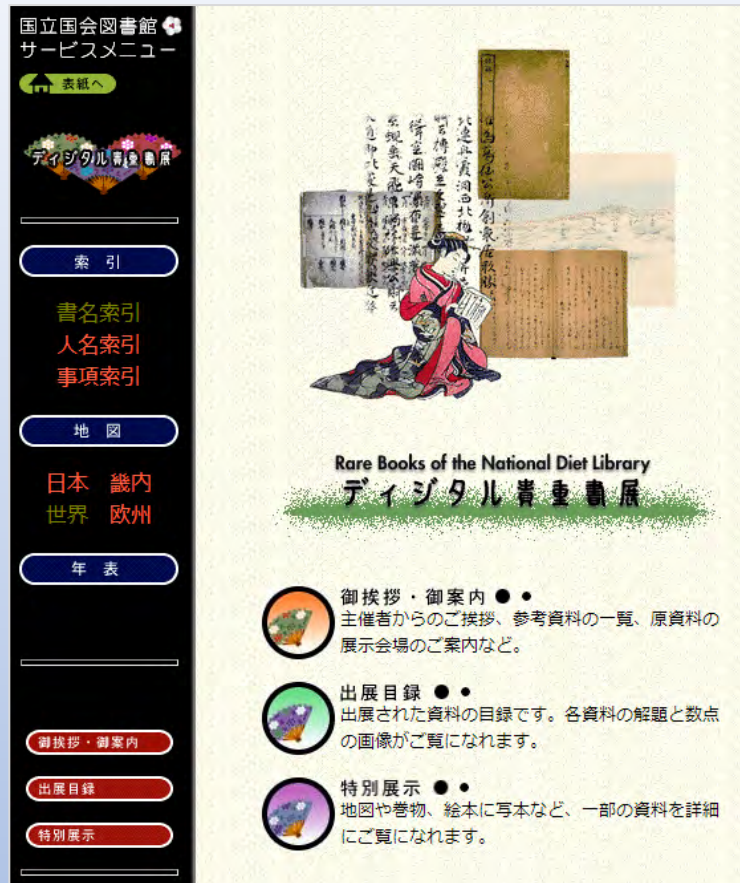 国立国会図書館
サービスメニュー
表紙へ
ディジタル貴重書展
索引
書名索引
人名索引
事項索引
地図
日本 畿内
世界 欧州
年表
御挨拶・御案内
出展目録
特別展示
Rare Books of the National Diet Library
ディジタル貴重書展
御挨拶・御案内 ● ●
主催者からのご挨拶、参考資料の一覧、原資料の
展示会場のご案内など。
出展目録 ● ●
出展された資料の目録です。各資料の解題と数点
の画像がご覧になれます。
特別展示 ● ●
地図や巻物、絵本に写本など、一部の資料を詳細
にご覧になれます。